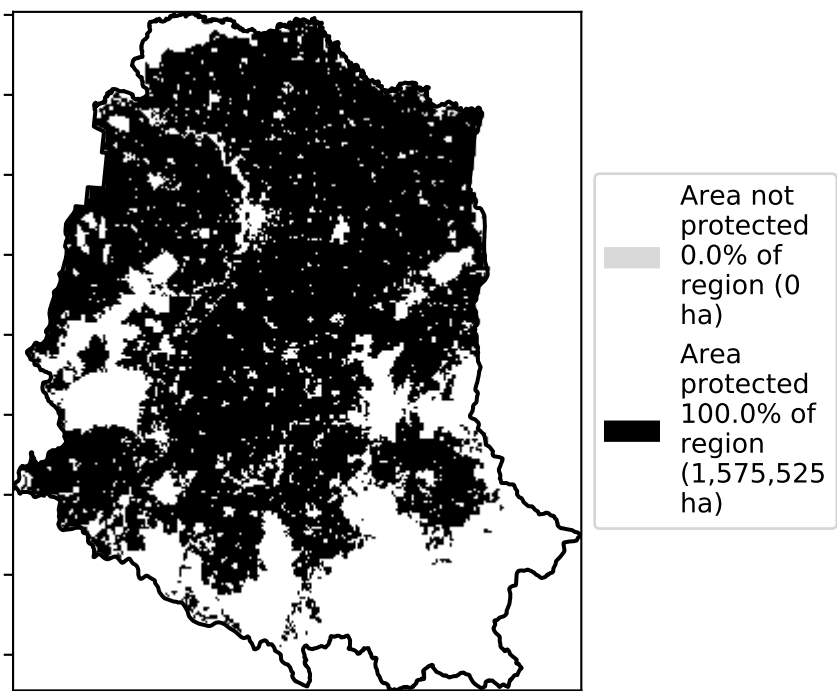 Area not
protected
0.0% of
region (0
ha)
Area
protected
100.0% of
region
(1,575,525
ha)